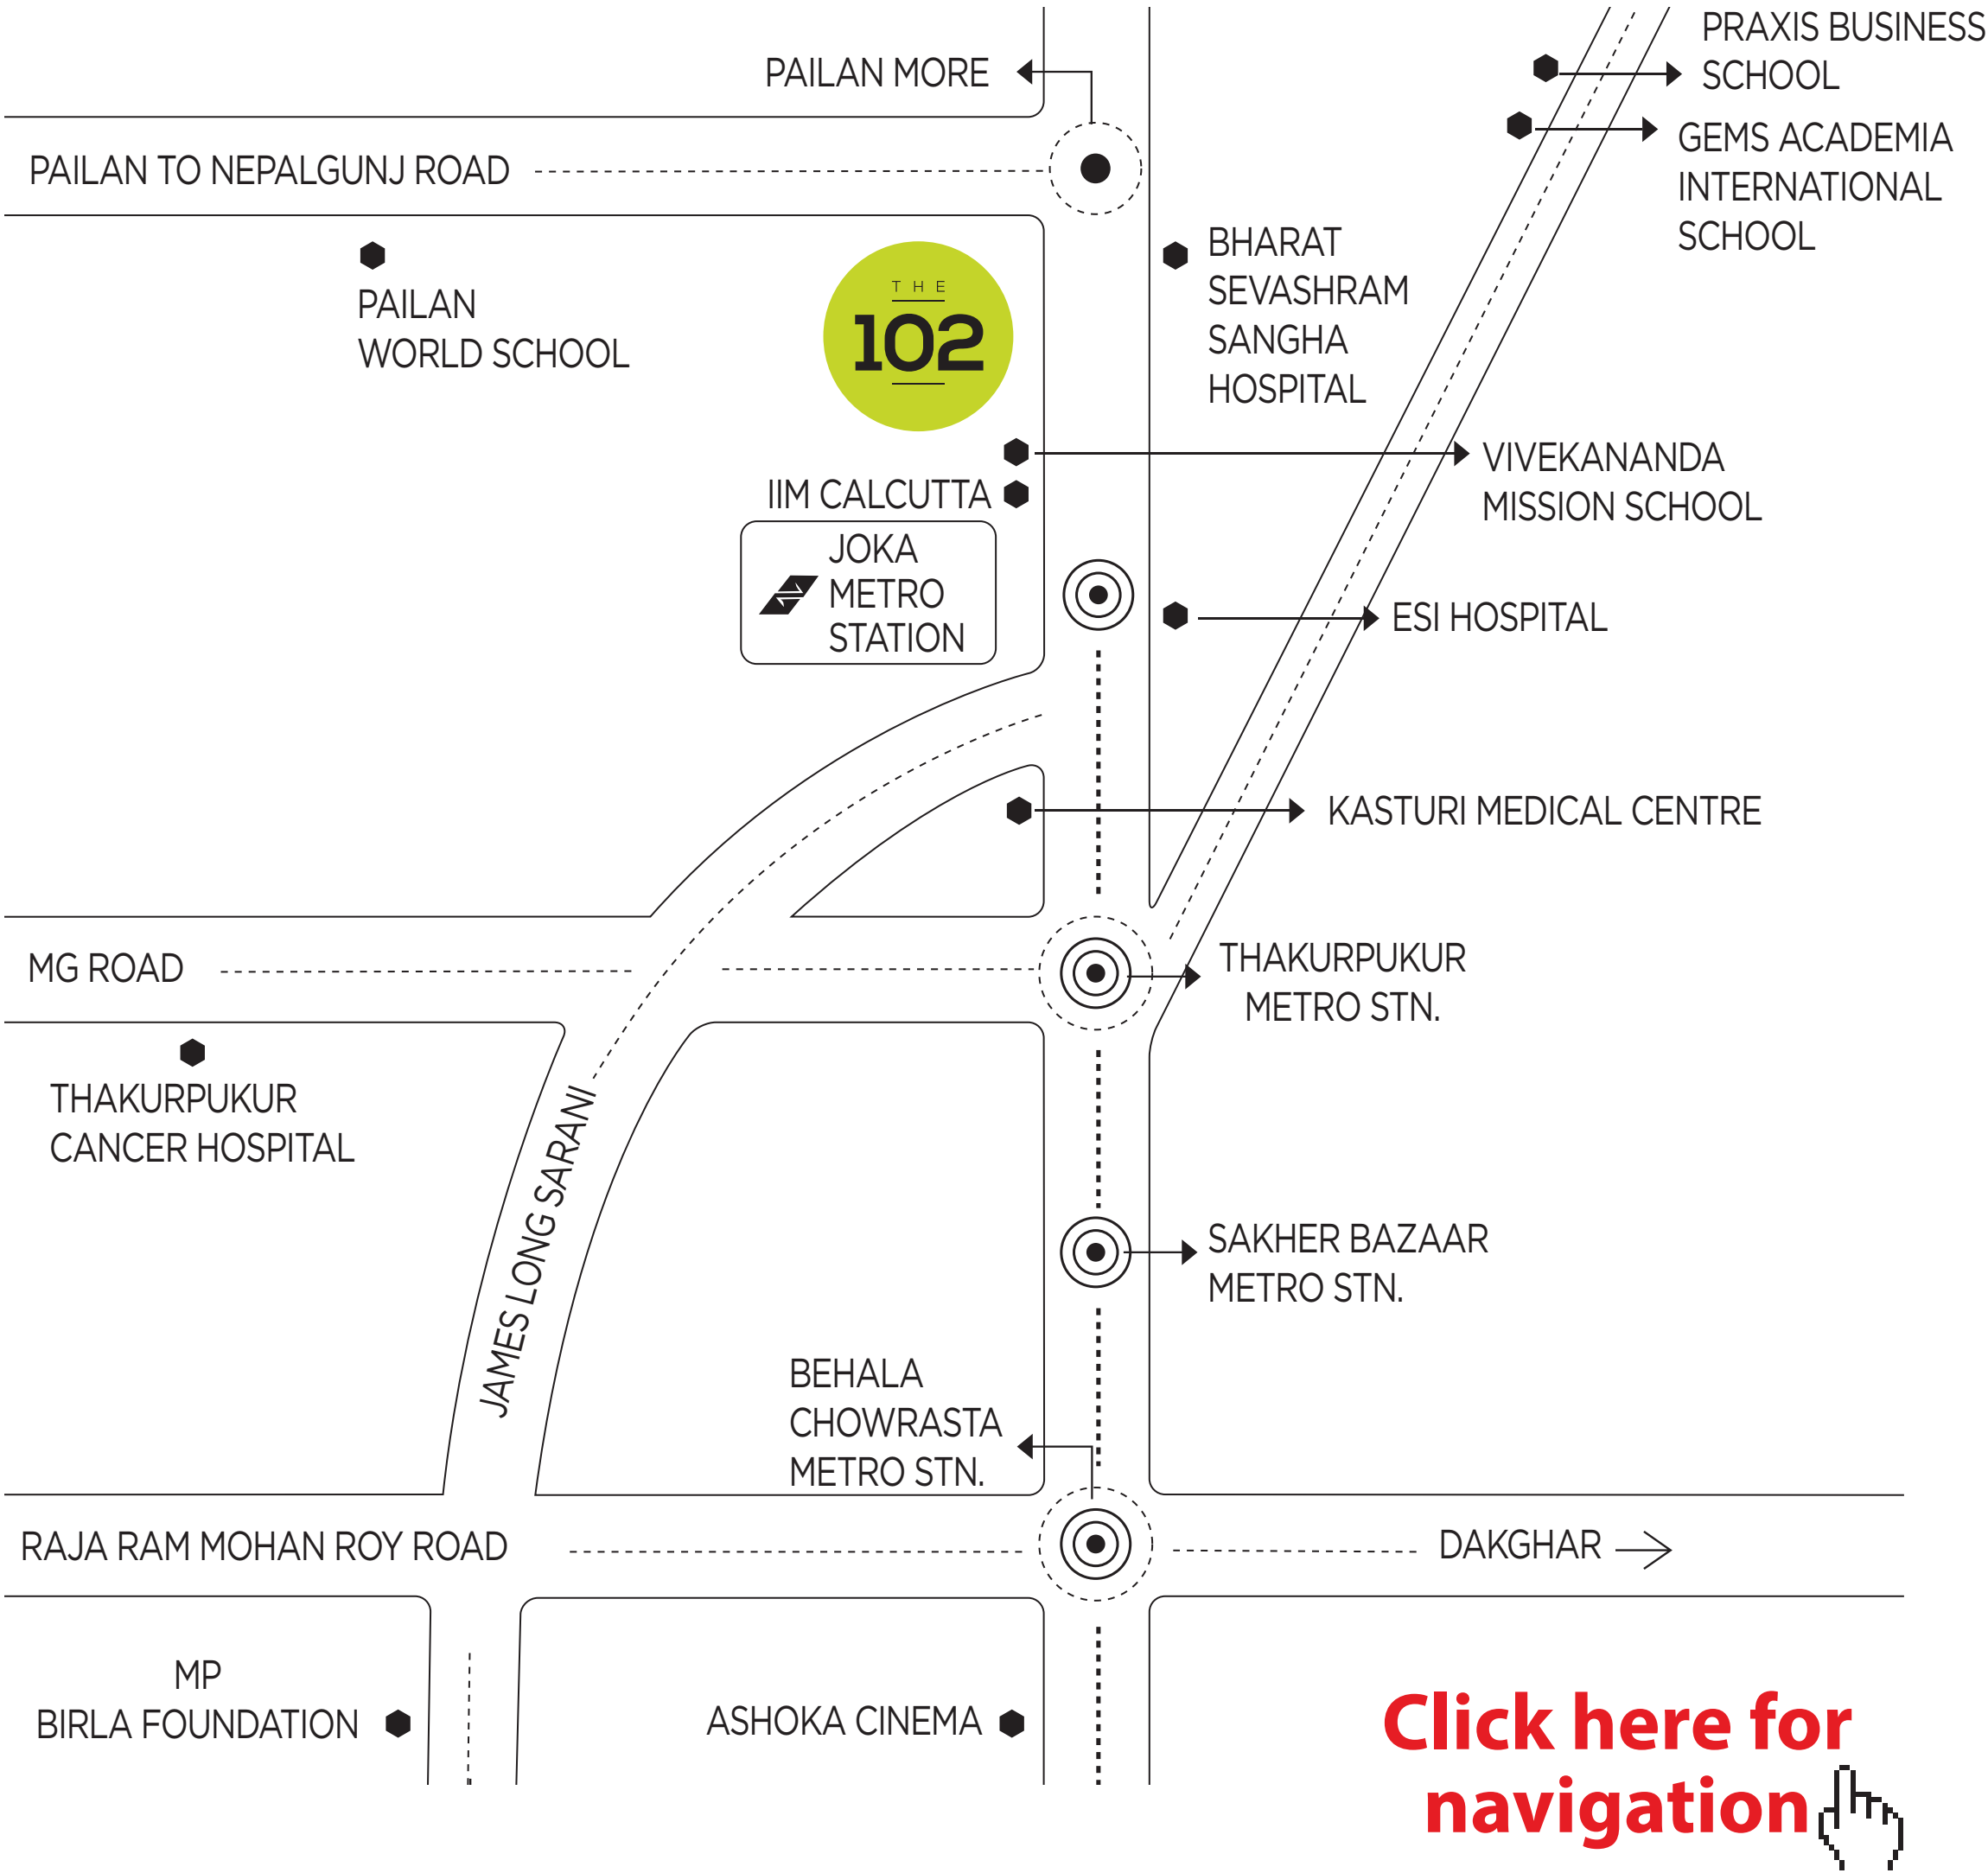 PRAXIS BUSINESS
SCHOOL
PAILAN MORE
GEMS ACADEMIA
INTERNATIONAL
SCHOOL
PAILAN TO NEPALGUNJ ROAD
BHARAT
SEVASHRAM
SANGHA
HOSPITAL
PAILAN
WORLD SCHOOL
THE
102
VIVEKANANDA
MISSION SCHOOL
IIM CALCUTTA
JOKA
METRO
STATION
ESI HOSPITAL
KASTURI MEDICAL CENTRE
MG ROAD
THAKURPUKUR
METRO STN.
THAKURPUKUR
CANCER HOSPITAL
JAMES LONG SARANI
SAKHER BAZAAR
METRO STN.
BEHALA
CHOWRASTA
METRO STN.
RAJA RAM MOHAN ROY ROAD
DAKGHAR
MP
BIRLA FOUNDATION
ASHOKA CINEMA
Click here for
navigation